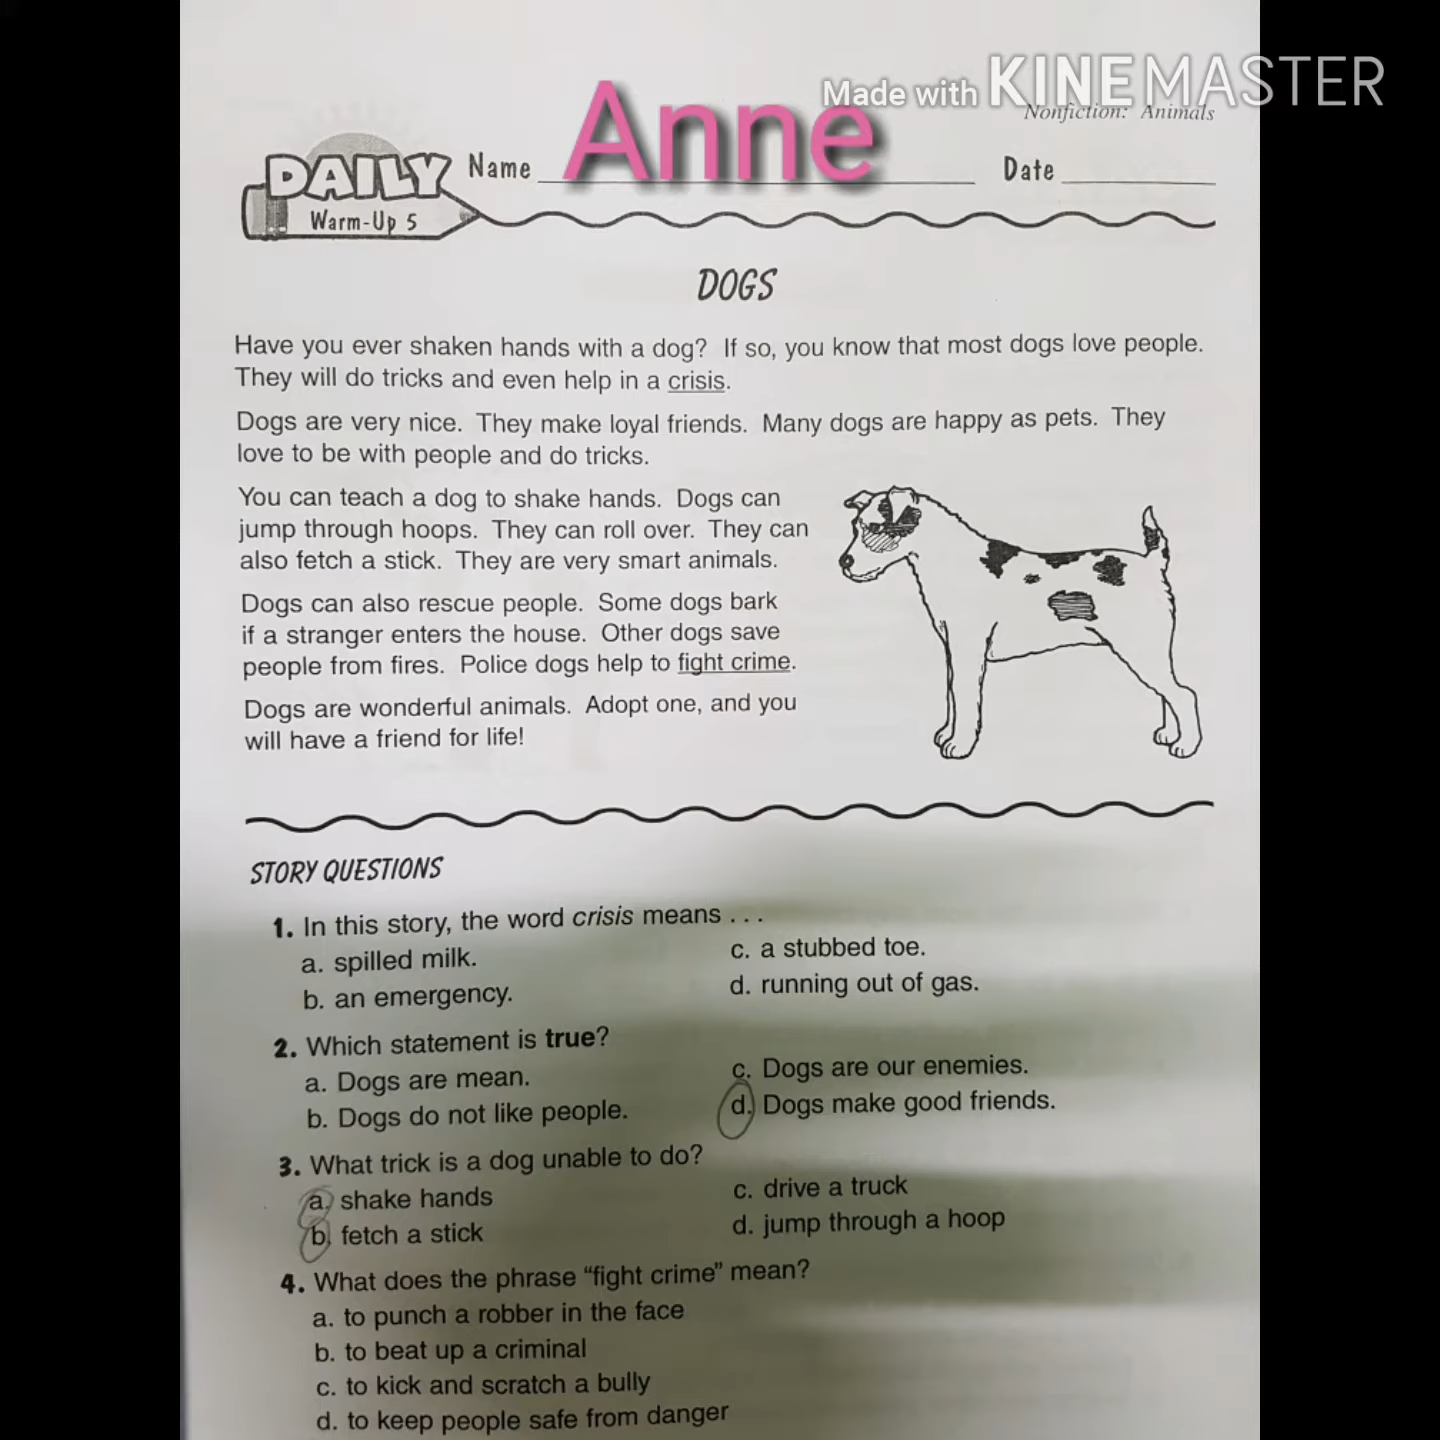 Made with KINEMASTER
Nonfiction: Animals
DAILY
Warm-Up 5
Name Anne Date
DOGS
Have you ever shaken hands with a dog? If so, you know that most dogs love people.
They will do tricks and even help in a crisis.
Dogs are very nice. They make loyal friends. Many dogs are happy as pets. They
love to be with people and do tricks.
You can teach a dog to shake hands. Dogs can
jump through hoops. They can roll over. They can
also fetch a stick. They are very smart animals.
Dogs can also rescue people. Some dogs bark
if a stranger enters the house. Other dogs save
people from fires. Police dogs help to fight crime.
Dogs are wonderful animals. Adopt one, and you
will have a friend for life!
STORY QUESTIONS
1. In this story, the word crisis means . . .
a. spilled milk.
b. an emergency.
c. a stubbed toe.
d. running out of gas.
2. Which statement is true?
a. Dogs are mean.
b. Dogs do not like people.
c. Dogs are our enemies.
d. Dogs make good friends.
3. What trick is a dog unable to do?
a. shake hands
b. fetch a stick
c. drive a truck
d. jump through a hoop
4. What does the phrase “fight crime” mean?
a. to punch a robber in the face
b. to beat up a criminal
c. to kick and scratch a bully
d. to keep people safe from danger